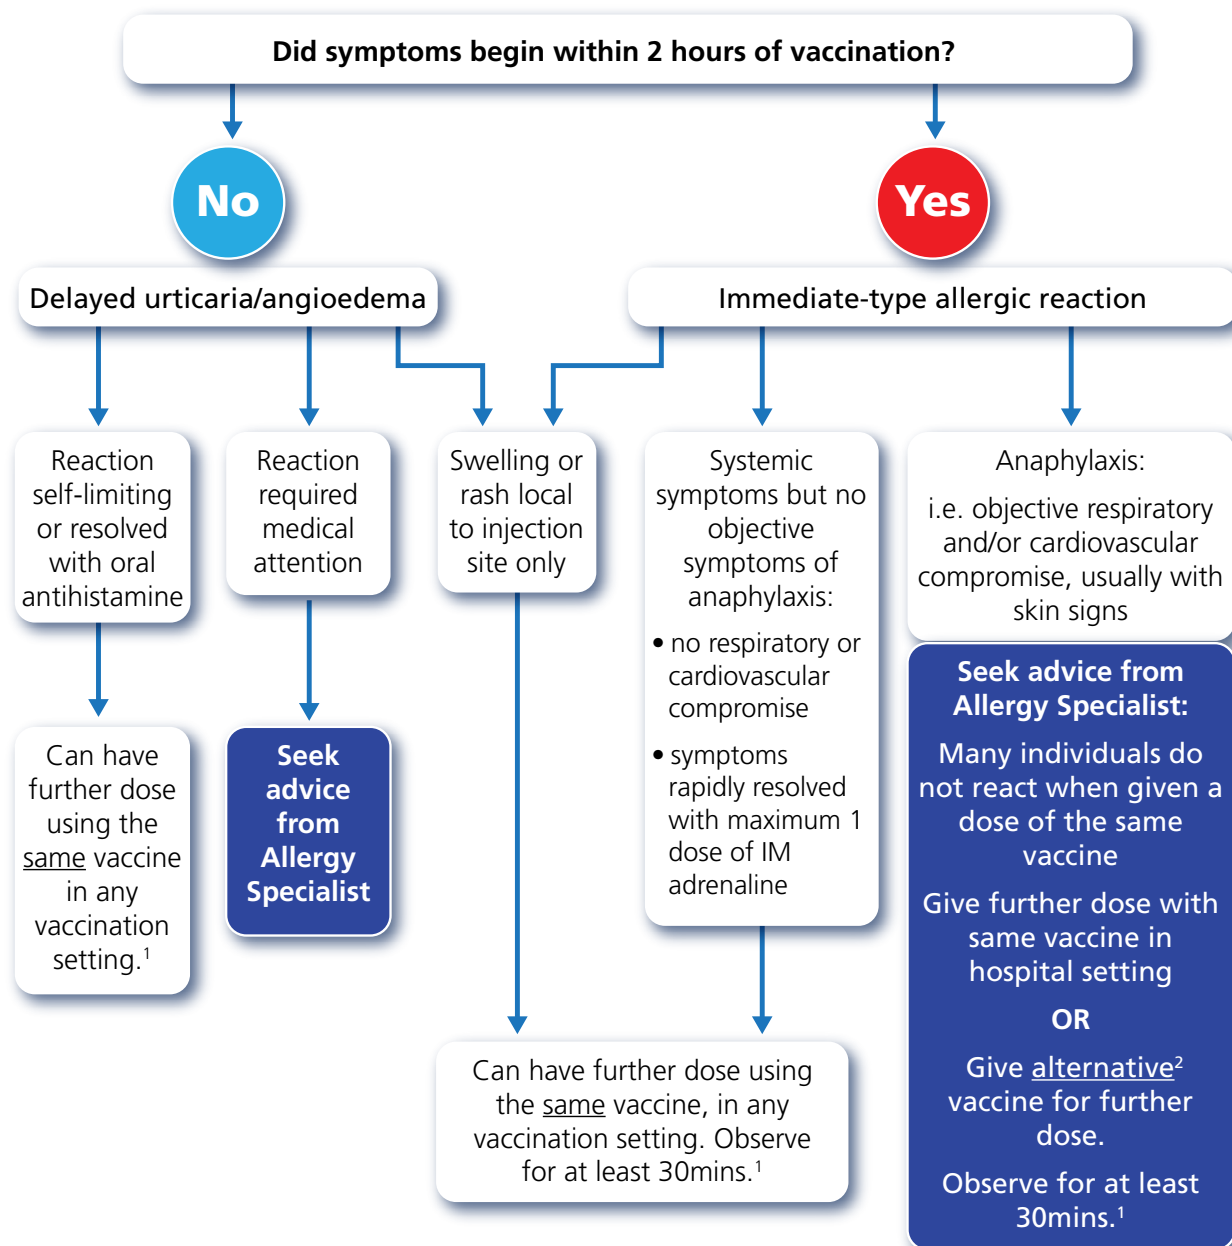 Did symptoms begin within 2 hours of vaccination?
No
Yes
Delayed urticaria/angioedema
Immediate-type allergic reaction
Reaction
self-limiting
or resolved
with oral
antihistamine
Reaction
required
medical
attention
Swelling or
rash local
to injection
site only
Systemic
symptoms but no
objective
symptoms of
anaphylaxis:
• no respiratory or
cardiovascular
compromise
• symptoms
rapidly resolved
with maximum 1
dose of IM
adrenaline
Anaphylaxis:
i.e. objective respiratory
and/or cardiovascular
compromise, usually with
skin signs
Can have
further dose
using the
same vaccine
in any
vaccination
setting.¹
Seek
advice
from
Allergy
Specialist
Can have further dose using
the same vaccine, in any
vaccination setting. Observe
for at least 30mins.¹
Seek advice from
Allergy Specialist:
Many individuals do
not react when given a
dose of the same
vaccine
Give further dose with
same vaccine in
hospital setting
OR
Give alternative²
vaccine for further
dose.
Observe for at least
30mins.¹